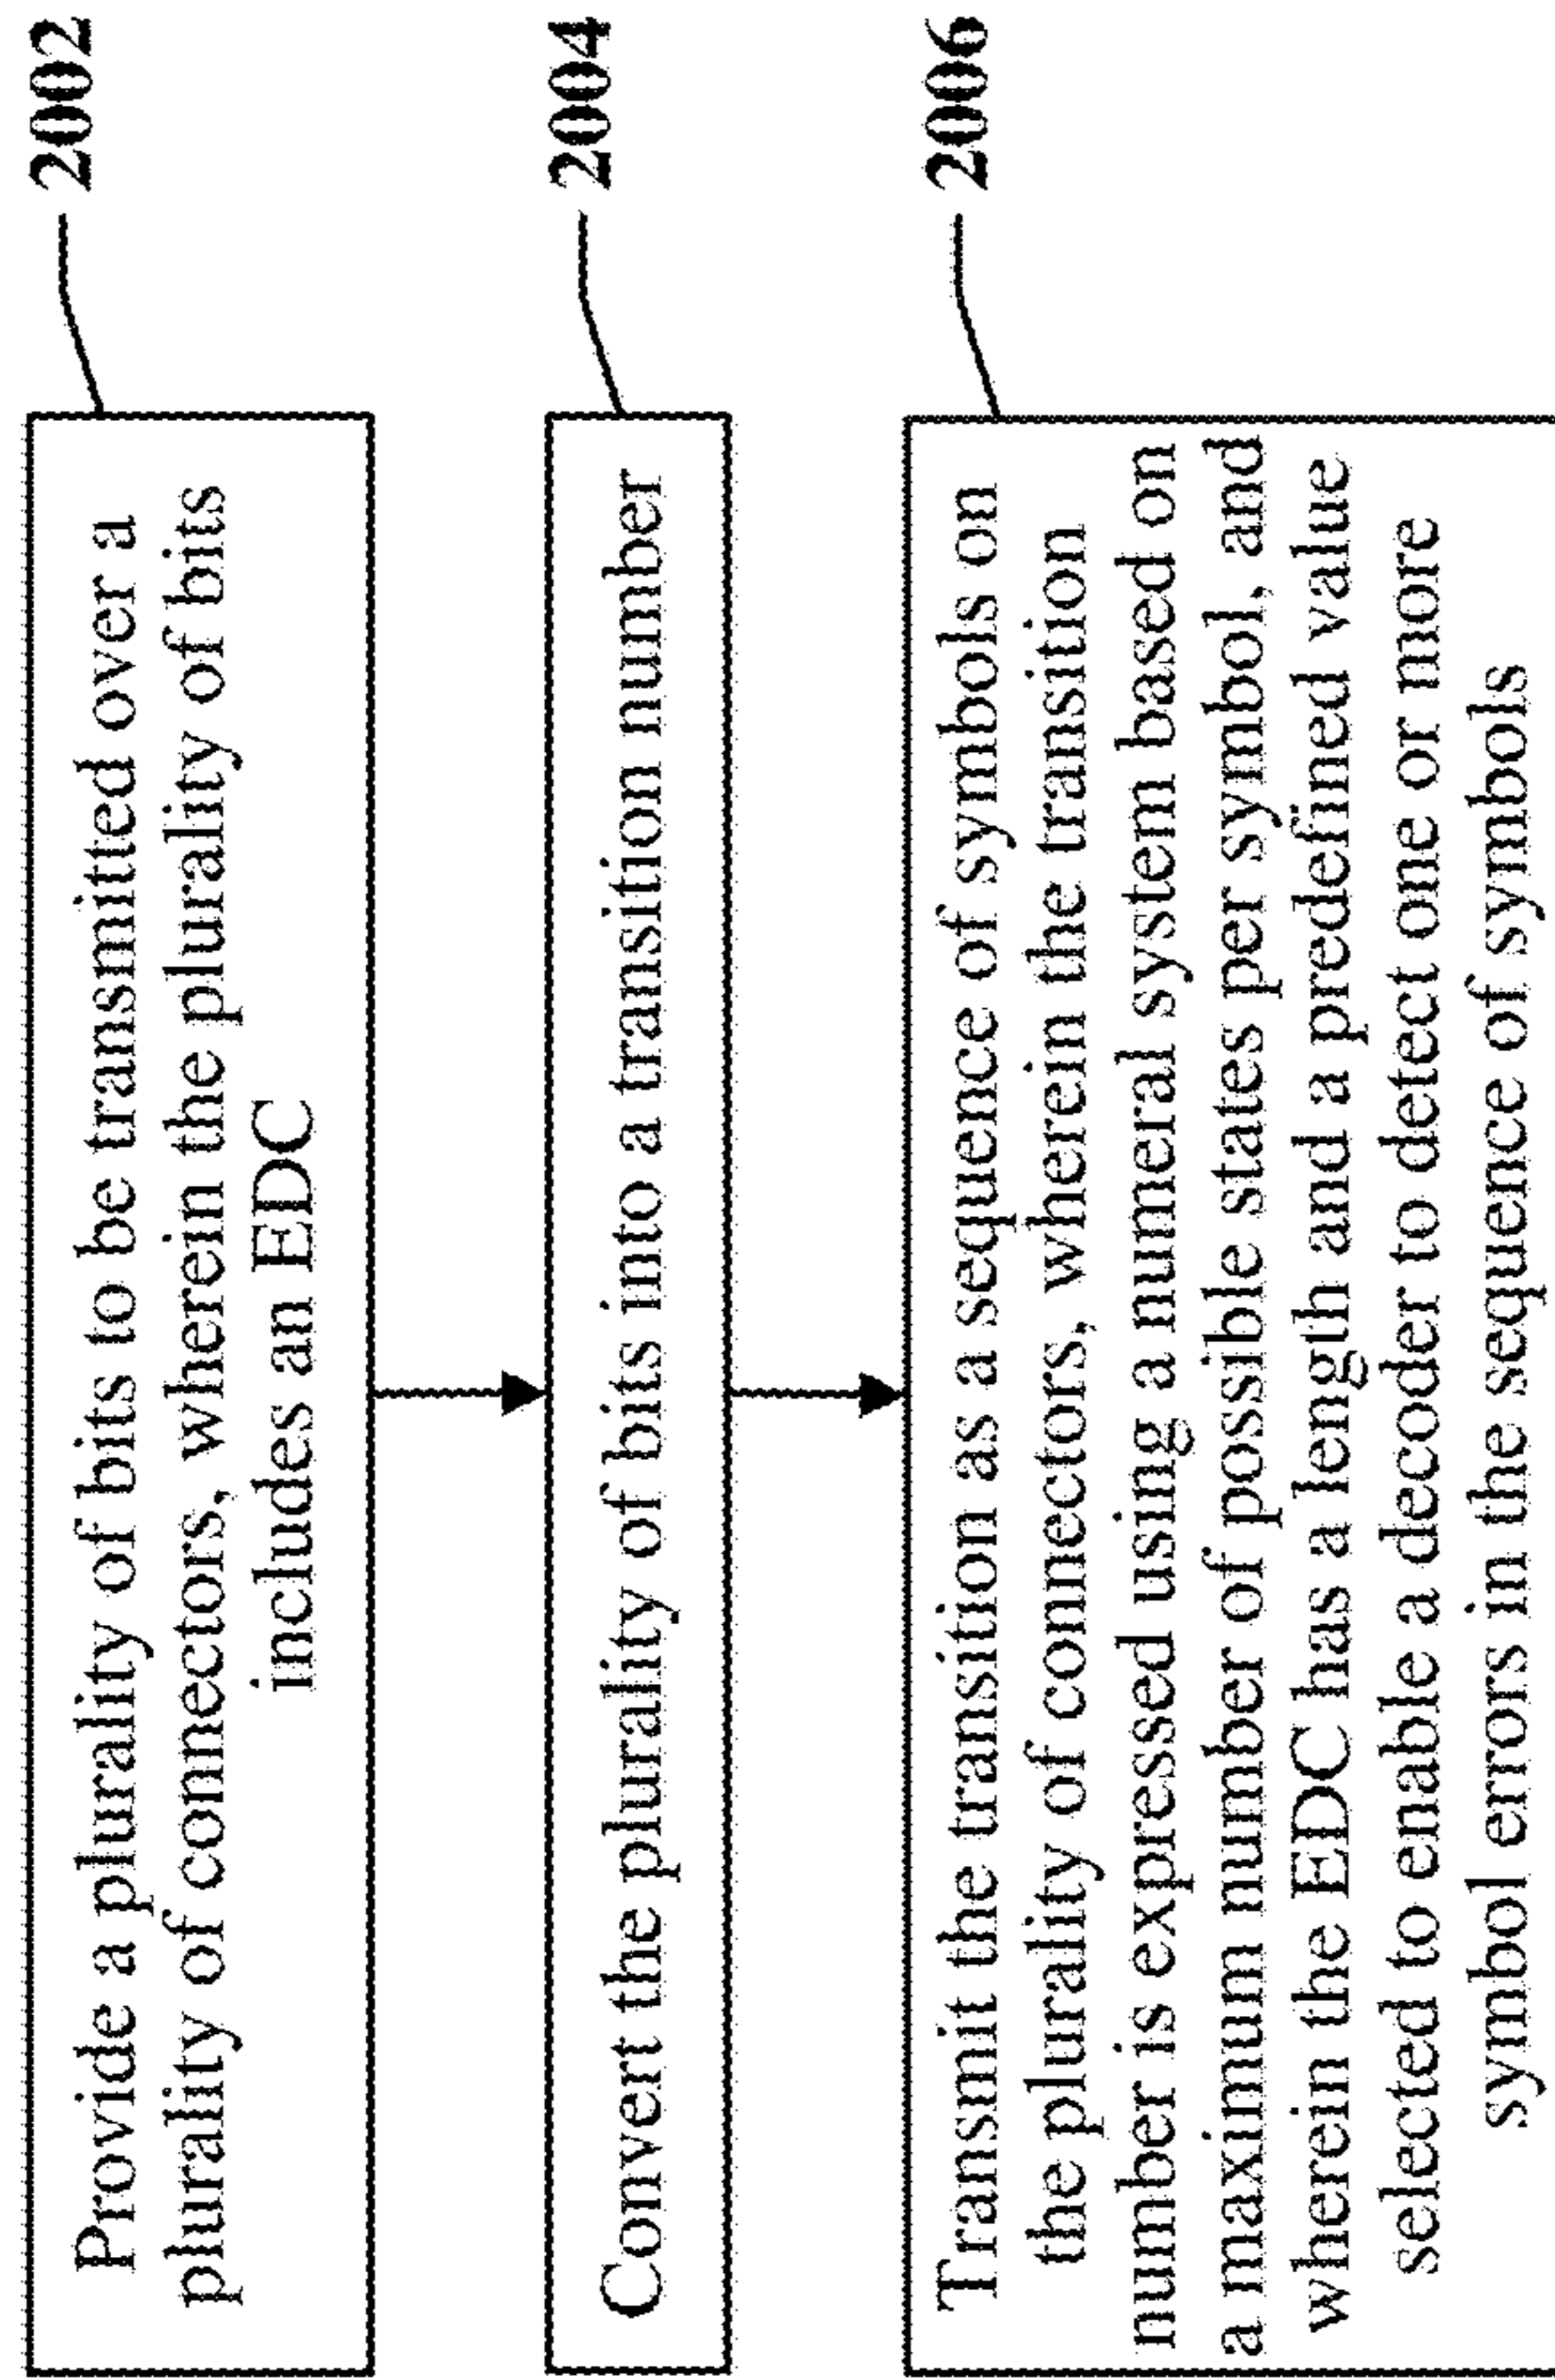 2002
Provide a plurality of bits to be transmitted over a
plurality of connectors, wherein the plurality of bits
includes an EDC
2004
Convert the plurality of bits into a transition number
2006
Transmit the transition as a sequence of symbols on
the plurality of connectors, wherein the transition
number is expressed using a numeral system based on
a maximum number of possible states per symbol, and
wherein the EDC has a length and a predefined value
selected to enable a decoder to detect one or more
symbol errors in the sequence of symbols